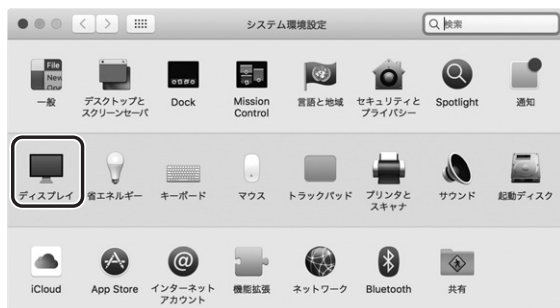 システム環境設定
検索
File
New
一般
デスクトップと
スクリーンセーバ
Dock
Mission
Control
言語と地域
セキュリティと
プライバシー
Spotlight
通知
ディスプレイ
省エネルギー
キーボード
マウス
トラックパッド
プリンタと
スキャナ
サウンド
起動ディスク
iCloud
App Store
インターネット
アカウント
機能拡張
ネットワーク
Bluetooth
共有